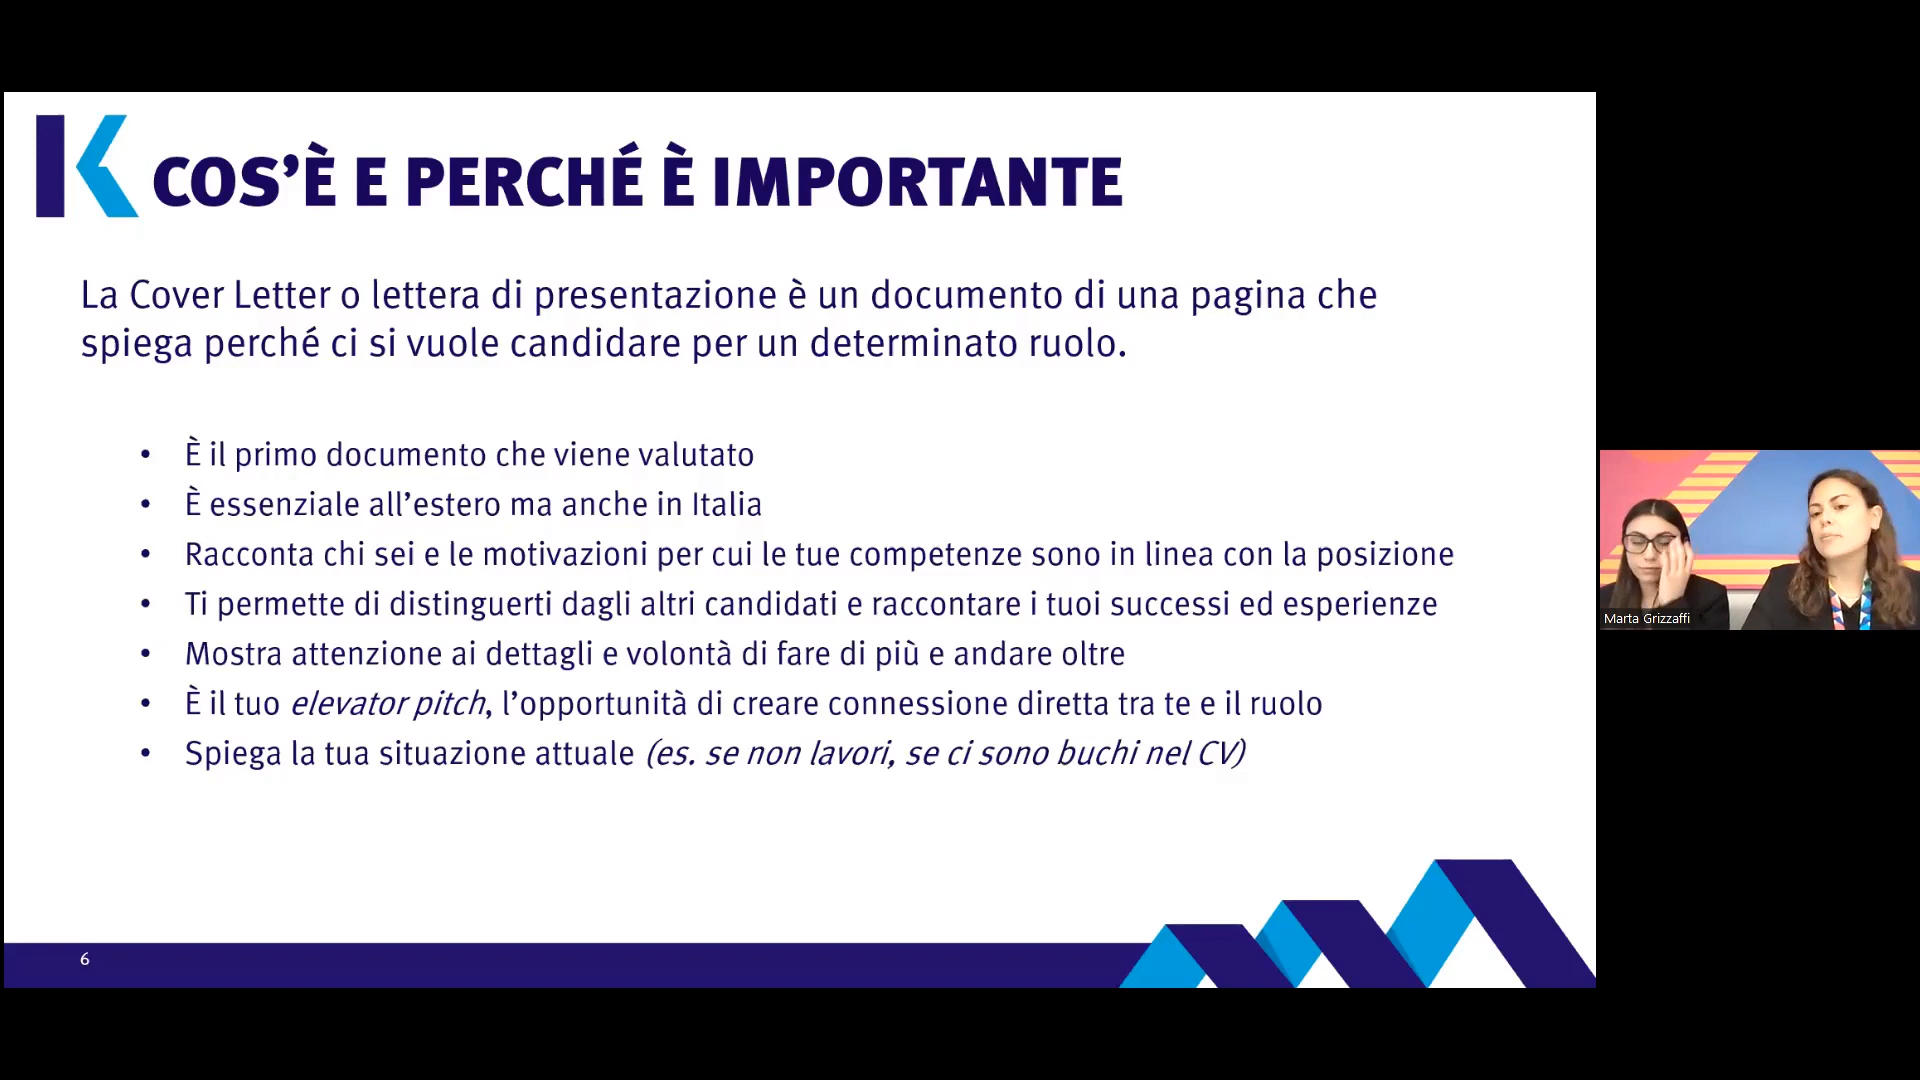 K COS’È E PERCHÉ È IMPORTANTE
La Cover Letter o lettera di presentazione è un documento di una pagina che
spiega perché ci si vuole candidare per un determinato ruolo.
• È il primo documento che viene valutato
• È essenziale all’estero ma anche in Italia
• Racconta chi sei e le motivazioni per cui le tue competenze sono in linea con la posizione
• Ti permette di distinguerti dagli altri candidati e raccontare i tuoi successi ed esperienze
• Mostra attenzione ai dettagli e volontà di fare di più e andare oltre
• È il tuo elevator pitch, l’opportunità di creare connessione diretta tra te e il ruolo
• Spiega la tua situazione attuale (es. se non lavori, se ci sono buchi nel CV)
Marta Grizzaffi
6